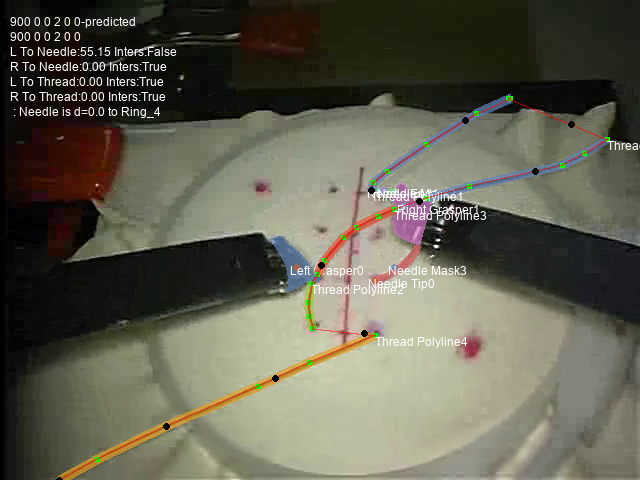 900 0 0 2 0 0-predicted
900 0 0 2 0 0
L To Needle:55.15 Inters:False
R To Needle:0.00 Inters:True
L To Thread:0.00 Inters:True
R To Thread:0.00 Inters:True
: Needle is d=0.0 to Ring_4
Threa
Thread Polyline1
Right Grasper1
Thread Polyline3
Left Grasper0
Needle Mask3
Needle Tip0
Thread Polyline2
Thread Polyline4